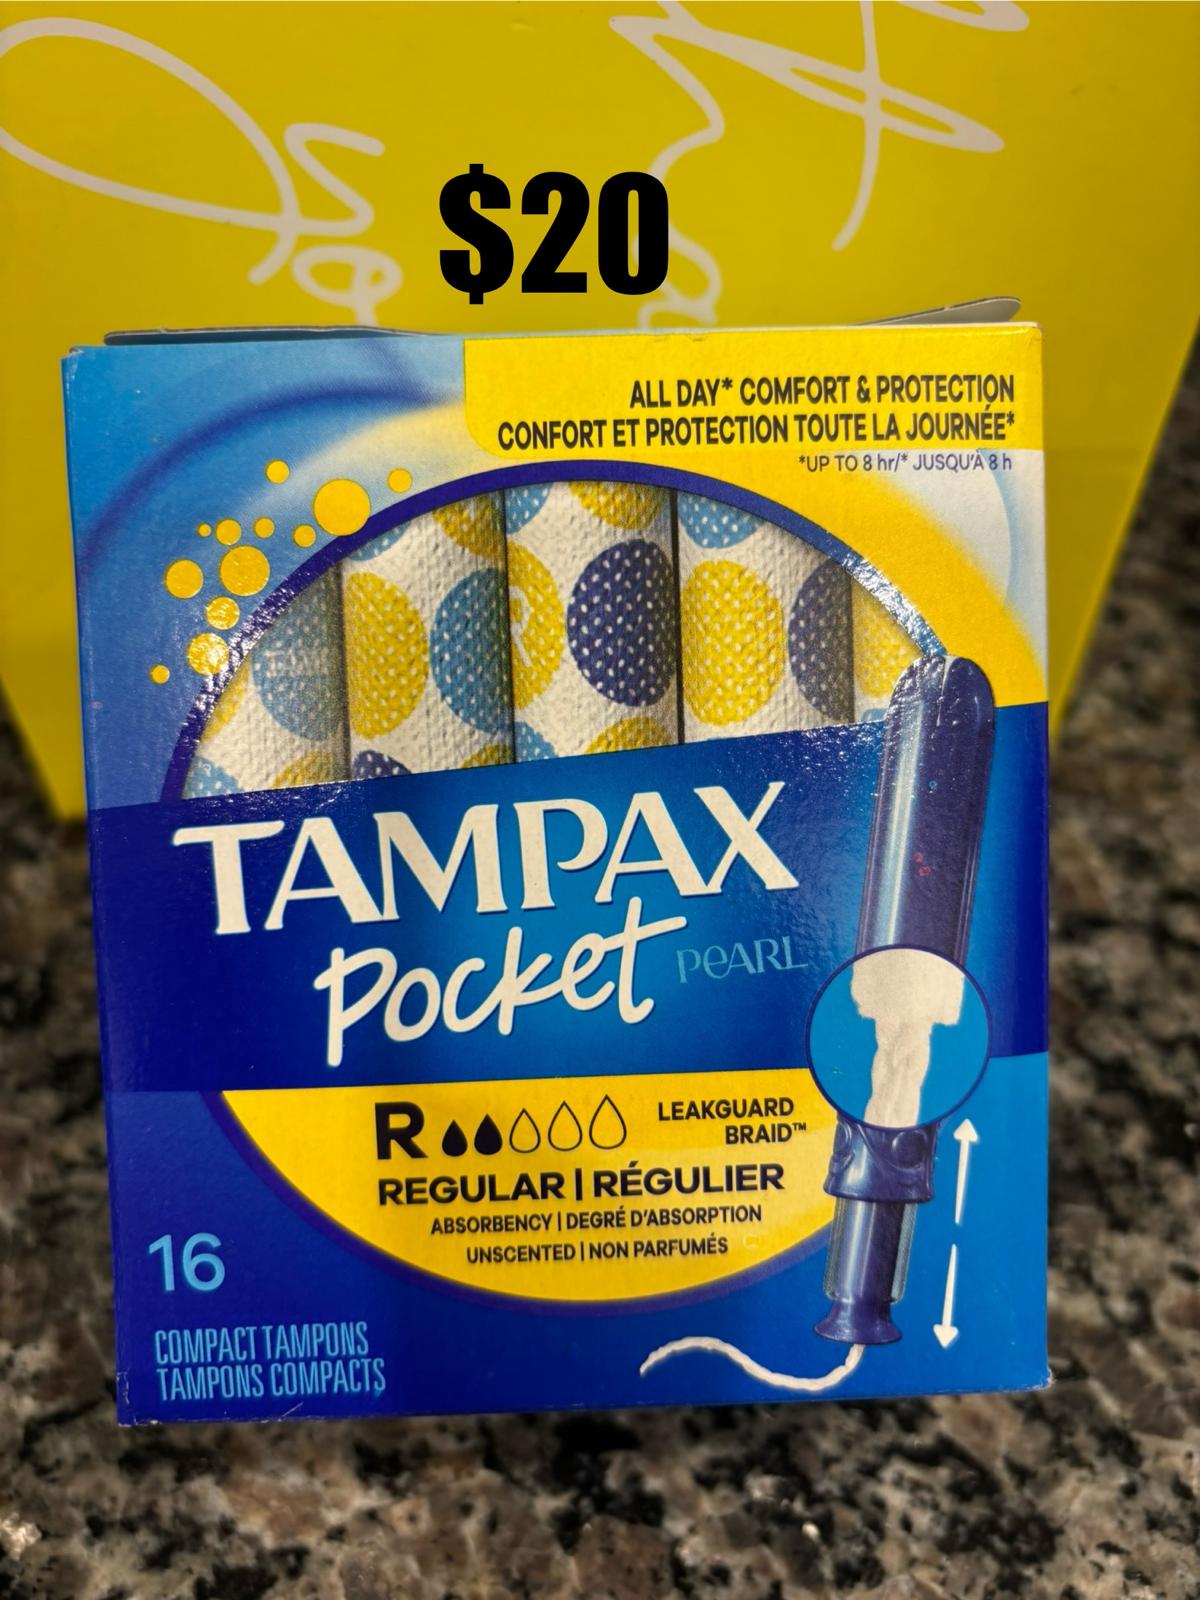 $20
ALL DAY* COMFORT & PROTECTION
CONFORT ET PROTECTION TOUTE LA JOURNÉE*
*UP TO 8 hr/* JUSQU'À 8 h
TAMPAX
Pocket PEARL
R
LEAKGUARD
BRAID™
REGULAR | RÉGULIER
ABSORBENCY | DEGRÉ D'ABSORPTION
UNSCENTED | NON PARFUMÉS
16
COMPACT TAMPONS
TAMPONS COMPACTS